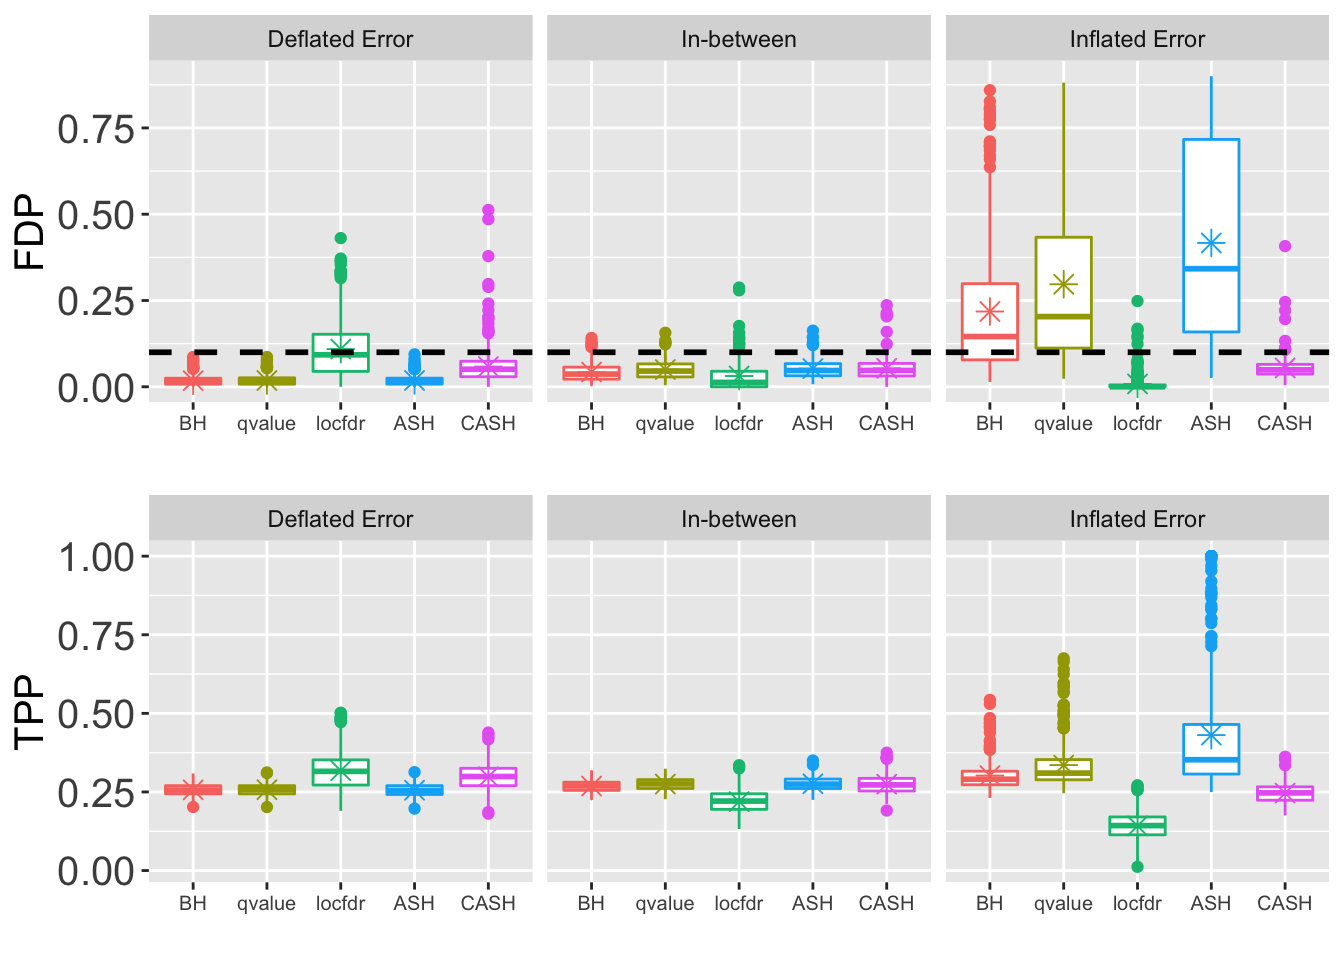 Deflated Error In-between Inflated Error
FDP
0.75
0.50
0.25
0.00
BH qvalue locfdr ASH CASH BH qvalue locfdr ASH CASH BH qvalue locfdr ASH CASH
Deflated Error In-between Inflated Error
TPP
1.00
0.75
0.50
0.25
0.00
BH qvalue locfdr ASH CASH BH qvalue locfdr ASH CASH BH qvalue locfdr ASH CASH